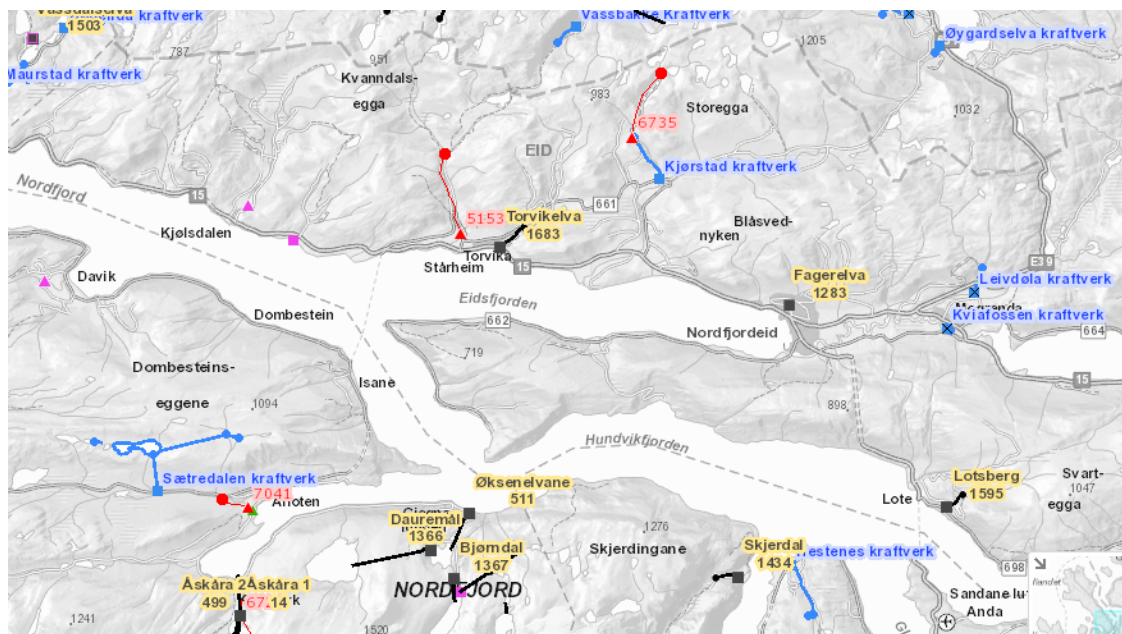 1503
Vassbakke Kraftverk
1205
Øygardselva kraftverk
787
951
Maurstad kraftverk
Kvanndals-
egga
983
Storegga
1032
6735
EID
Kjørstad kraftverk
Nordfjord
15
661
5153
Torvikelva
1683
Blåsved-
nyken
Kjølsdalen
Torvika
Stårheim
15
E39
Davik
Fagerelva
1283
Leivdøla kraftverk
Eidsfjorden
Dombestein
662
Nordfjordeid
Kviafossen kraftverk
664
719
Dombesteins-
eggene
Isane
15
1094
898
Hundvikfjorden
Sætredalen kraftverk
7041
Ålfoten
Øksenelvane
511
Lotsberg
1595
Svart-
egga
1047
Lote
Dauremål
1366
1276
Bjørndal
1367
Skjerdingane
Skjerdal
1434
Hestenes kraftverk
698
Åskåra 2
499
Åskåra 1
NORDFJORD
Sandane
Anda
1241
1520